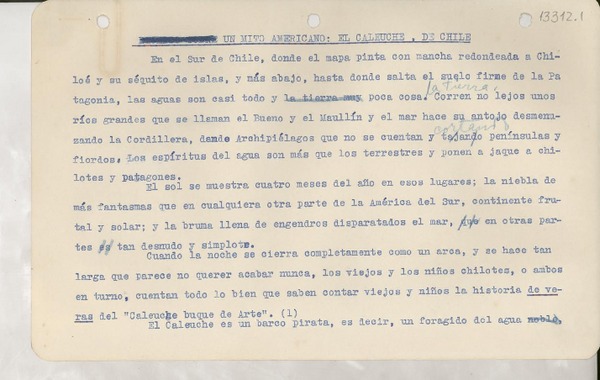 13312.1
UN MITO AMERICANO: EL CALEUCHE , DE CHILE
En el Sur de Chile, donde el mapa pinta con mancha redondeada a Chi-
loé y su séquito de islas, y más abajo, hasta donde salta el suelo firme de la Pa
la tierra,
tagonia, las aguas son casi todo y la tierra muy poca cosa. Corren no lejos unos
ríos grandes que se llaman el Bueno y el Maullín y el mar hace su antojo desmenu-
cortando
zando la Cordillera, dando Archipiélagos que no se cuentan y tajando penínsulas y
fiordos. Los espíritus del agua son más que los terrestres y ponen a jaque a chi-
lotes y patagones.
El sol se muestra cuatro meses del año en esos lugares; la niebla de
más fantasmas que en cualquiera otra parte de la América del Sur, continente fru-
tal y solar; y la bruma llena de engendros disparatados el mar, en otras par-
tes es tan desnudo y simplote.
Cuando la noche se cierra completamente como un arca, y se hace tan
larga que parece no querer acabar nunca, los viejos y los niños chilotes, o ambos
en turno, cuentan todo lo bien que saben contar viejos y niños la historia de ve-
ras del "Caleuche buque de Arte". (1)
El Caleuche es un barco pirata, es decir, un foragido del agua noble,